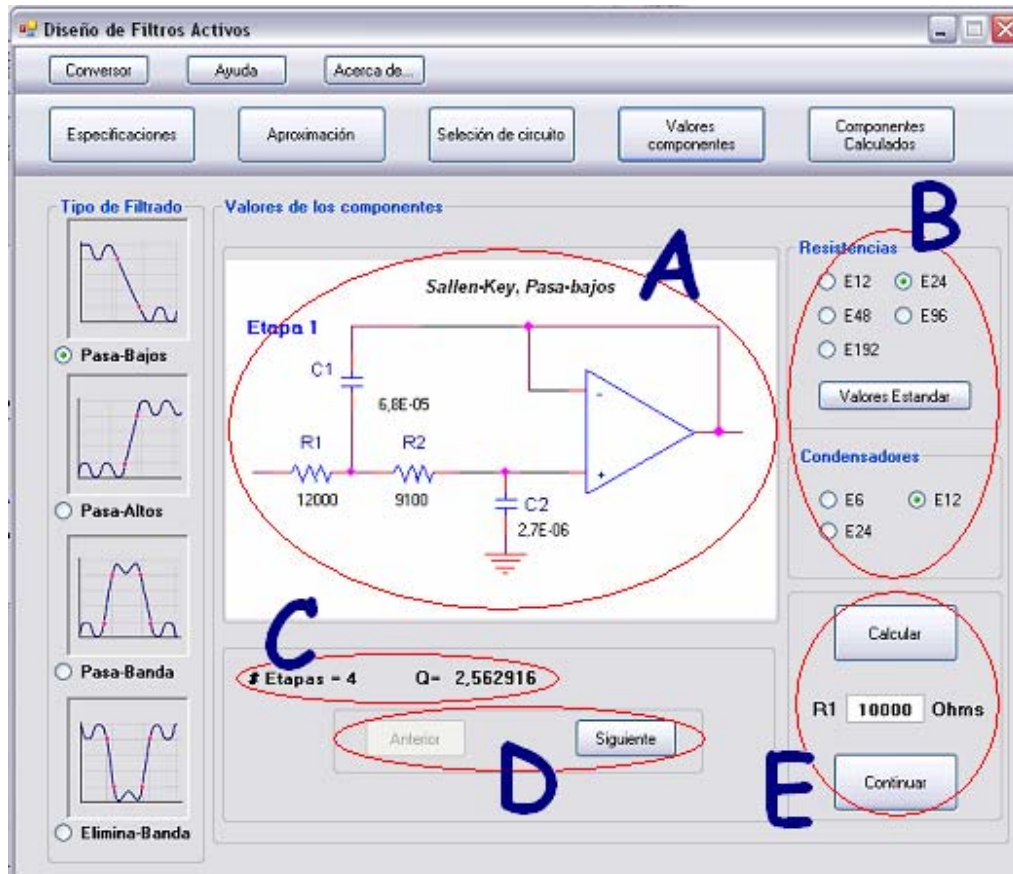 Diseño de Filtros Activos
Conversor Ayuda Acerca de...
Especificaciones Aproximación Seleción de circuito Valores componentes Componentes Calculados
Tipo de Filtrado
Pasa-Bajos
Pasa-Altos
Pasa-Banda
Elimina-Banda
Valores de los componentes
A
Sallen-Key, Pasa-bajos
Etapa 1
C1
6,8E-05
R1 R2
12000 9100
-
+
C2
2,7E-06
B
Resistencias
E12 E24
E48 E96
E192
Valores Estandar
Condensadores
E6 E12
E24
C
# Etapas = 4 Q= 2,562916
Anterior Siguiente
D
Calcular
R1 10000 Ohms
E
Continuar